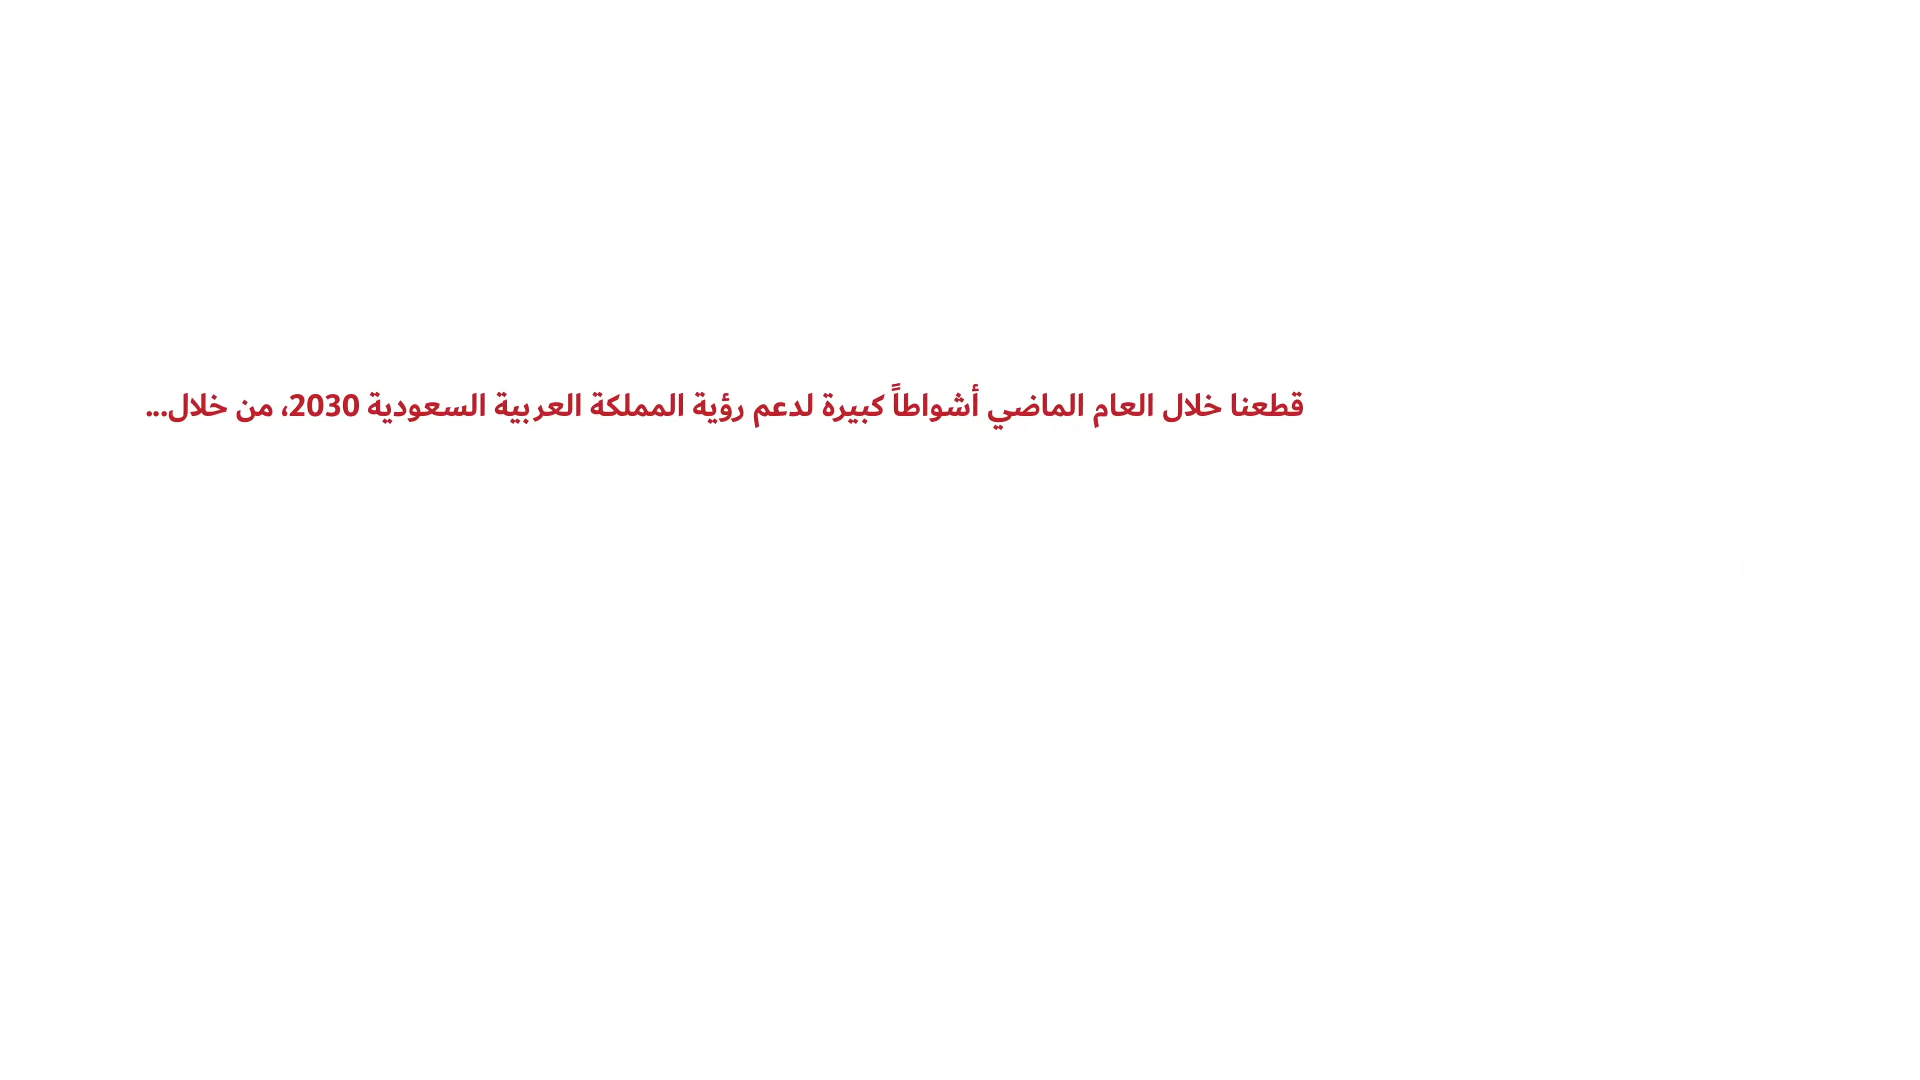 قطعنا خلال العام الماضي أشواطاً كبيرة لدعم رؤية المملكة العربية السعودية 2030، من خلال...